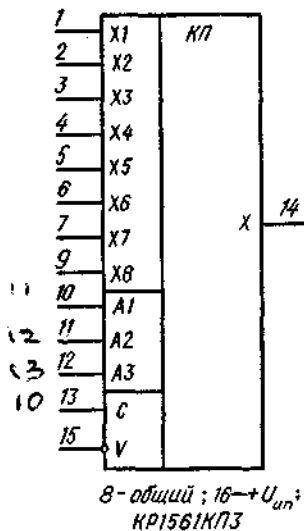 1 X1 КП
2 X2
3 X3
4 X4
5 X5
6 X6
7 X7 X 14
9 X8
11 10 A1
12 11 A2
13 12 A3
10 13 C
15 V
8-общий; 16-+Uип;
КР1561КП3